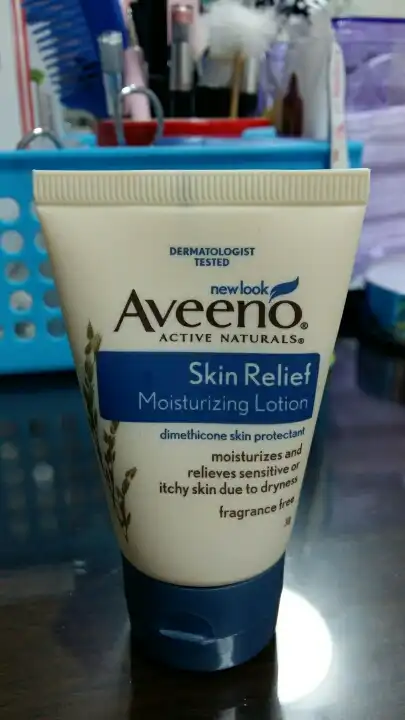 DERMATOLOGIST
TESTED
new look
Aveeno®
ACTIVE NATURALS®
Skin Relief
Moisturizing Lotion
dimethicone skin protectant
moisturizes and
relieves sensitive or
itchy skin due to dryness
fragrance free